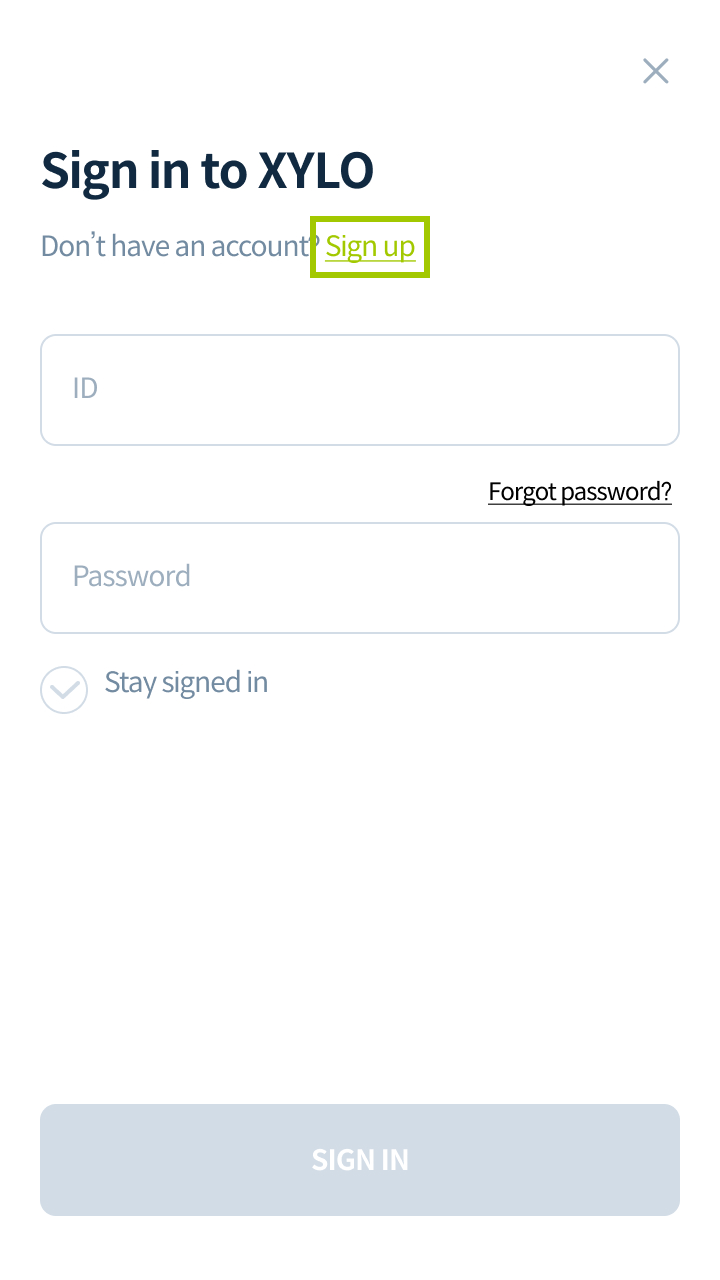 Sign in to XYLO
Don’t have an account? Sign up
ID
Forgot password?
Password
Stay signed in
SIGN IN